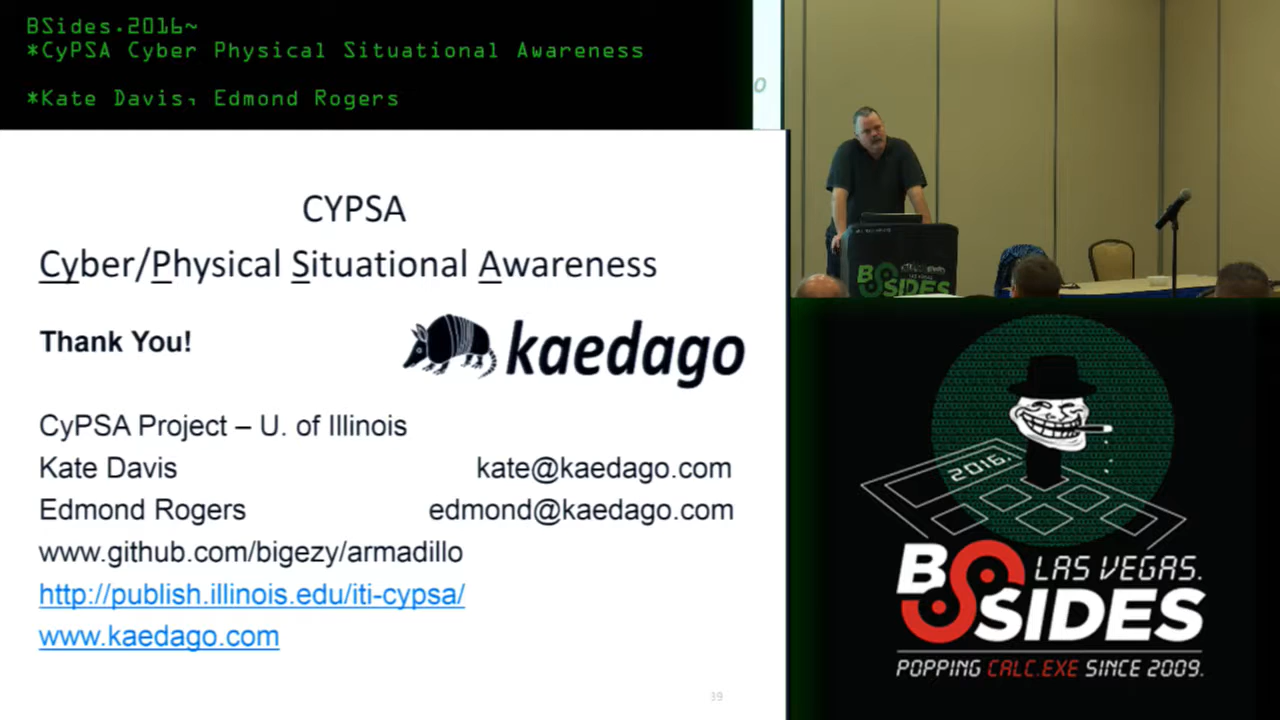 BSides.2016~
*CyPSA Cyber Physical Situational Awareness
*Kate Davis, Edmond Rogers
CYPSA
Cyber/Physical Situational Awareness
Thank You!
kaedago
CyPSA Project – U. of Illinois
Kate Davis kate@kaedago.com
Edmond Rogers edmond@kaedago.com
www.github.com/bigezy/armadillo
http://publish.illinois.edu/iti-cypsa/
www.kaedago.com
39
o
BSIDES
2016.
BSIDES
LAS VEGAS.
POPPING CALC.EXE SINCE 2009.